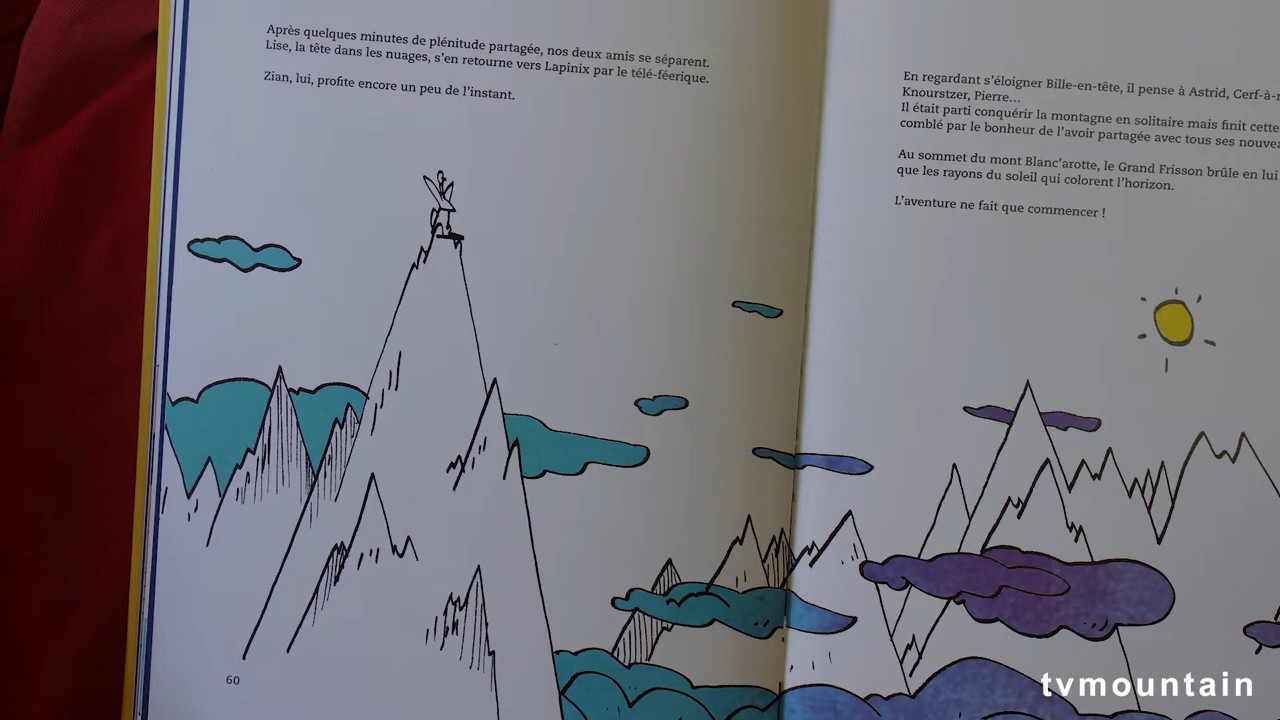 Après quelques minutes de plénitude partagée, nos deux amis se séparent.
Lise, la tête dans les nuages, s'en retourne vers Lapinix par le télé-féerique.
Zian, lui, profite encore un peu de l'instant.
En regardant s'éloigner Bille-en-tête, il pense à Astrid, Cerf-à-
Knourstzer, Pierre…
Il était parti conquérir la montagne en solitaire mais finit cette
comblé par le bonheur de l'avoir partagée avec tous ses
Au sommet du mont Blanc'arotte, le Grand Frisson brûle en lui
que les rayons du soleil qui colorent l'horizon.
L'aventure ne fait que commencer !
60
tvmountain